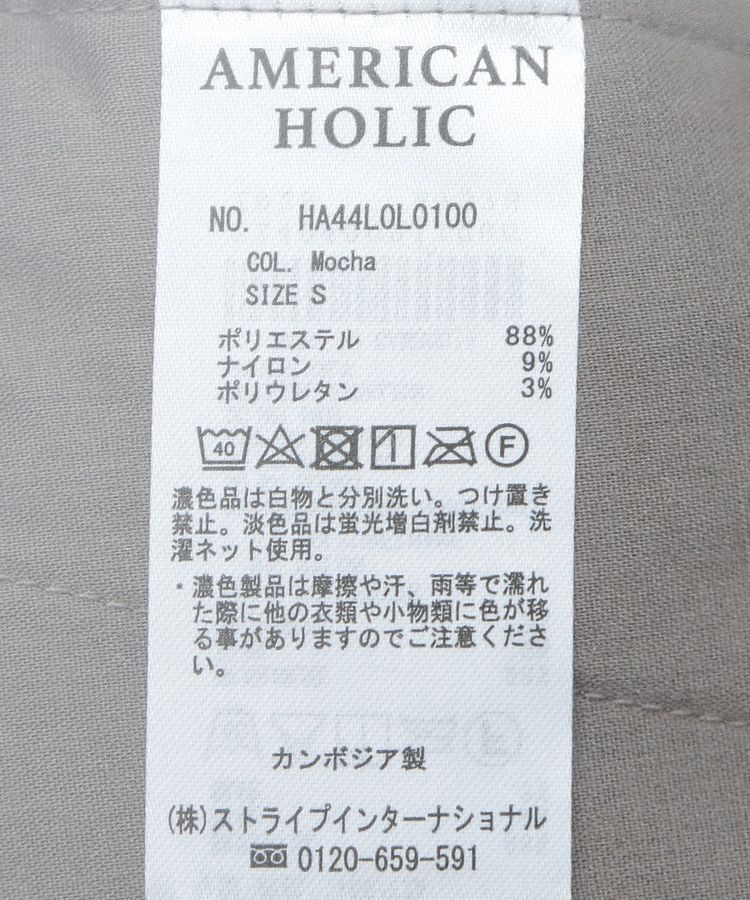 AMERICAN
HOLIC
NO. HA44L0L0100
COL. Mocha
SIZE S
ポリエステル 88%
ナイロン 9%
ポリウレタン 3%
40 F
濃色品は白物と分別洗い。つけ置き
禁止。淡色品は蛍光増白剤禁止。洗
濯ネット使用。
・濃色製品は摩擦や汗、雨等で濡れ
た際に他の衣類や小物類に色が移
る事がありますのでご注意くださ
い。
カンボジア製
(株)ストライプインターナショナル
0120-659-591